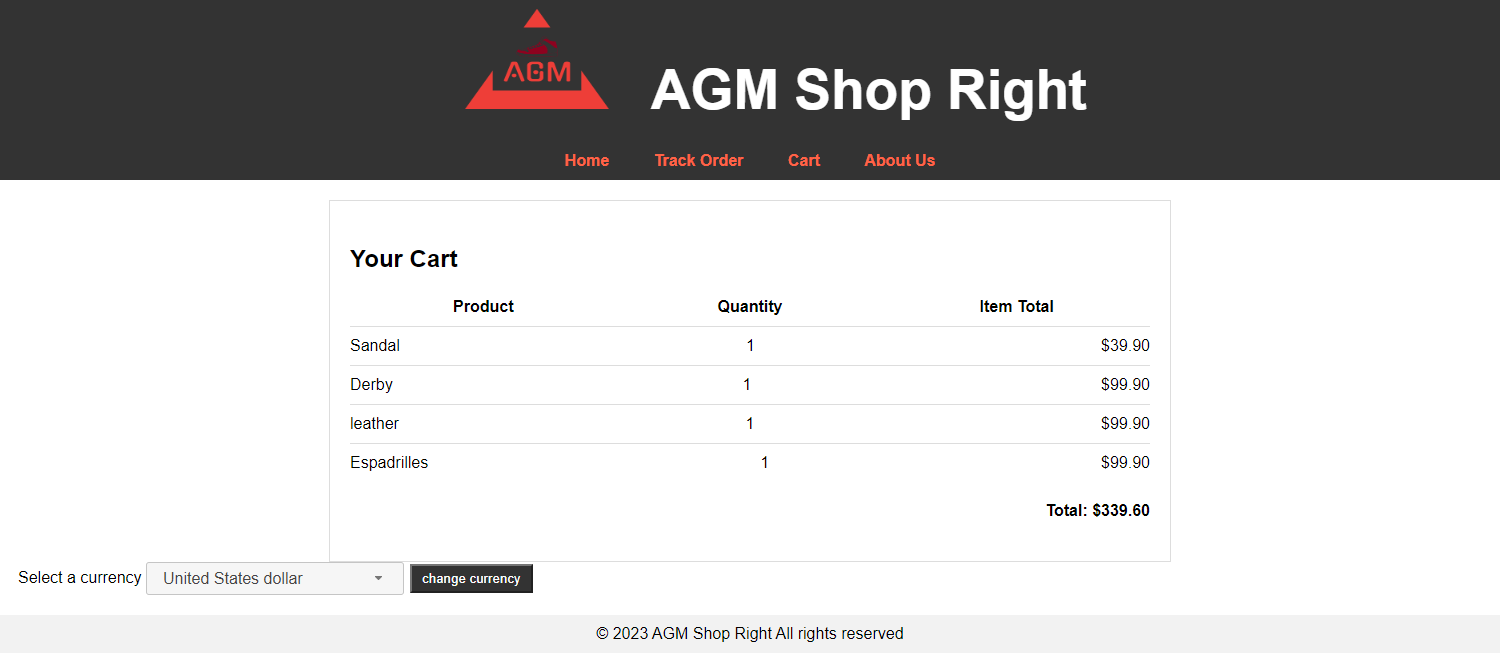 AGM
AGM Shop Right
Home Track Order Cart About Us
Your Cart
Product Quantity Item Total
Sandal 1 $39.90
Derby 1 $99.90
leather 1 $99.90
Espadrilles 1 $99.90
Total: $339.60
Select a currency United States dollar change currency
© 2023 AGM Shop Right All rights reserved